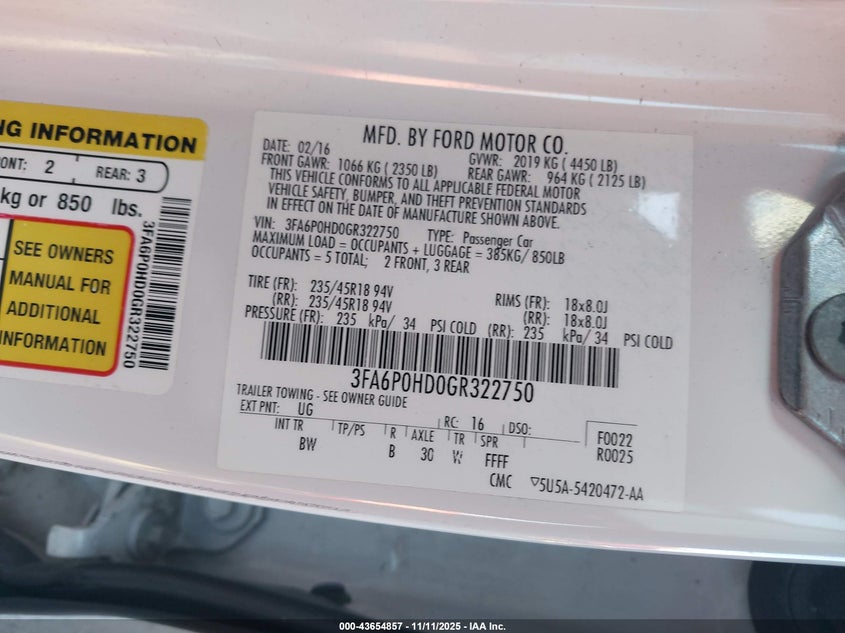 NG INFORMATION
ONT: 2 REAR: 3
kg or 850 lbs.
SEE OWNERS
MANUAL FOR
ADDITIONAL
INFORMATION
3FA6P0HD0GR322750
MFD. BY FORD MOTOR CO.
DATE: 02/16 GVWR: 2019 KG ( 4450 LB)
FRONT GAWR: 1066 KG ( 2350 LB) REAR GAWR: 964 KG ( 2125 LB)
THIS VEHICLE CONFORMS TO ALL APPLICABLE FEDERAL MOTOR
VEHICLE SAFETY, BUMPER, AND THEFT PREVENTION STANDARDS
IN EFFECT ON THE DATE OF MANUFACTURE SHOWN ABOVE.
VIN: 3FA6P0HD0GR322750 TYPE: Passenger Car
MAXIMUM LOAD = OCCUPANTS + LUGGAGE = 385KG/ 850LB
OCCUPANTS = 5 TOTAL; 2 FRONT, 3 REAR
TIRE (FR): 235/45R18 94V RIMS (FR): 18x8.0J
(RR): 235/45R18 94V (RR): 18x8.0J
PRESSURE (FR): 235 kPa/ 34 PSI COLD (RR): 235 kPa/ 34 PSI COLD
3FA6P0HD0GR322750
TRAILER TOWING - SEE OWNER GUIDE
EXT PNT: UG RC: 16 DSO:
INT TR TP/PS R AXLE TR SPR F0022
BW B 30 W FFFF R0025
CMC ▽5U5A-5420472-AA
000-43654857 - 11/11/2025 - IAA Inc.